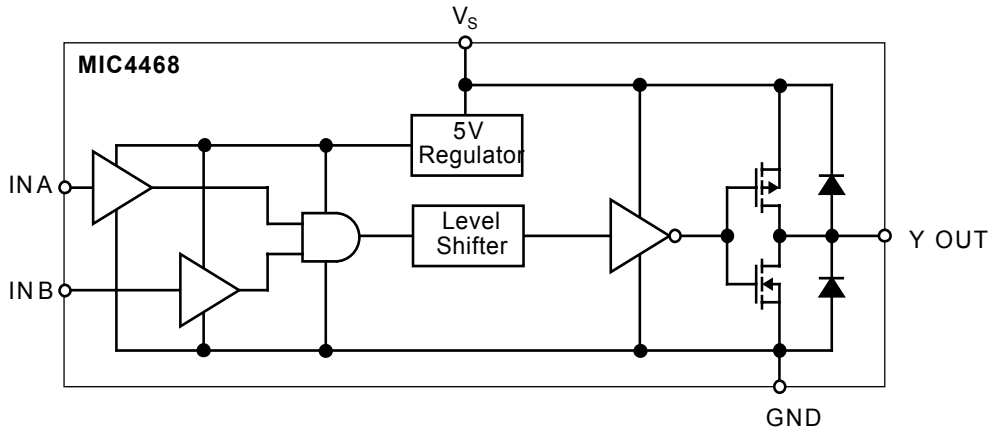 VS
MIC4468
5V
Regulator
INA
Level
Shifter
Y OUT
INB
GND